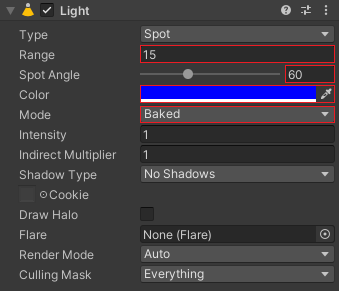 Light
Type Spot
Range 15
Spot Angle 60
Color
Mode Baked
Intensity 1
Indirect Multiplier 1
Shadow Type No Shadows
Cookie
Draw Halo
Flare None (Flare)
Render Mode Auto
Culling Mask Everything